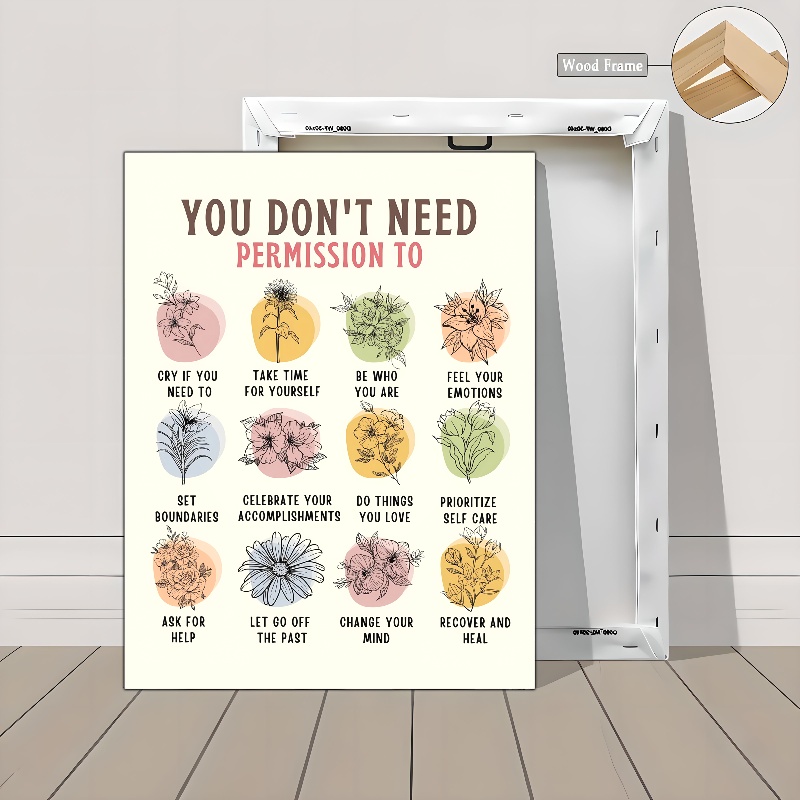 Wood Frame
YOU DON'T NEED
PERMISSION TO
CRY IF YOU
NEED TO
TAKE TIME
FOR YOURSELF
BE WHO
YOU ARE
FEEL YOUR
EMOTIONS
SET
BOUNDARIES
CELEBRATE YOUR
ACCOMPLISHMENTS
DO THINGS
YOU LOVE
PRIORITIZE
SELF CARE
ASK FOR
HELP
LET GO OFF
THE PAST
CHANGE YOUR
MIND
RECOVER AND
HEAL